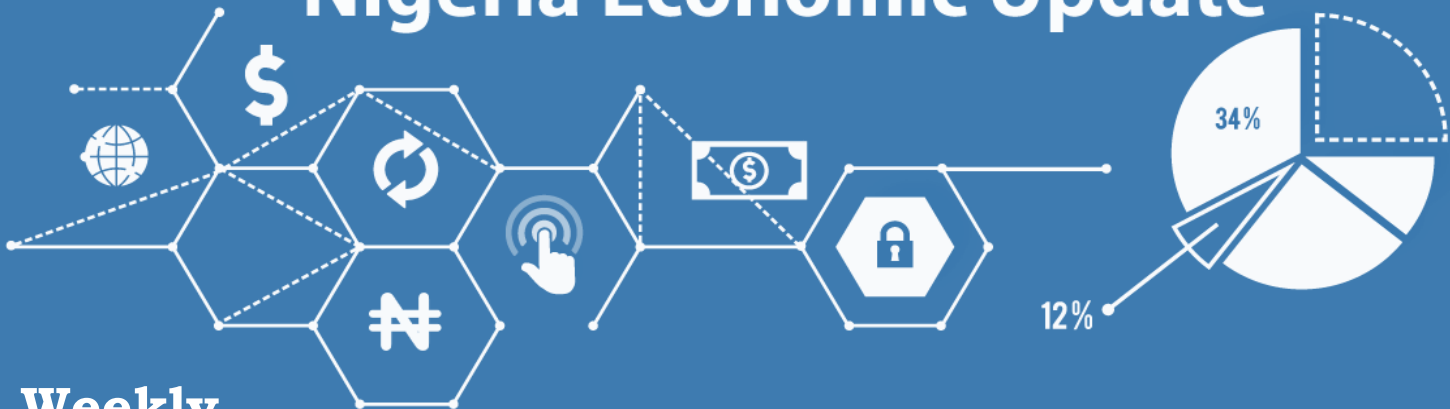 Nigeria Economic Update
$
34%
$
12%
₦
Weekly